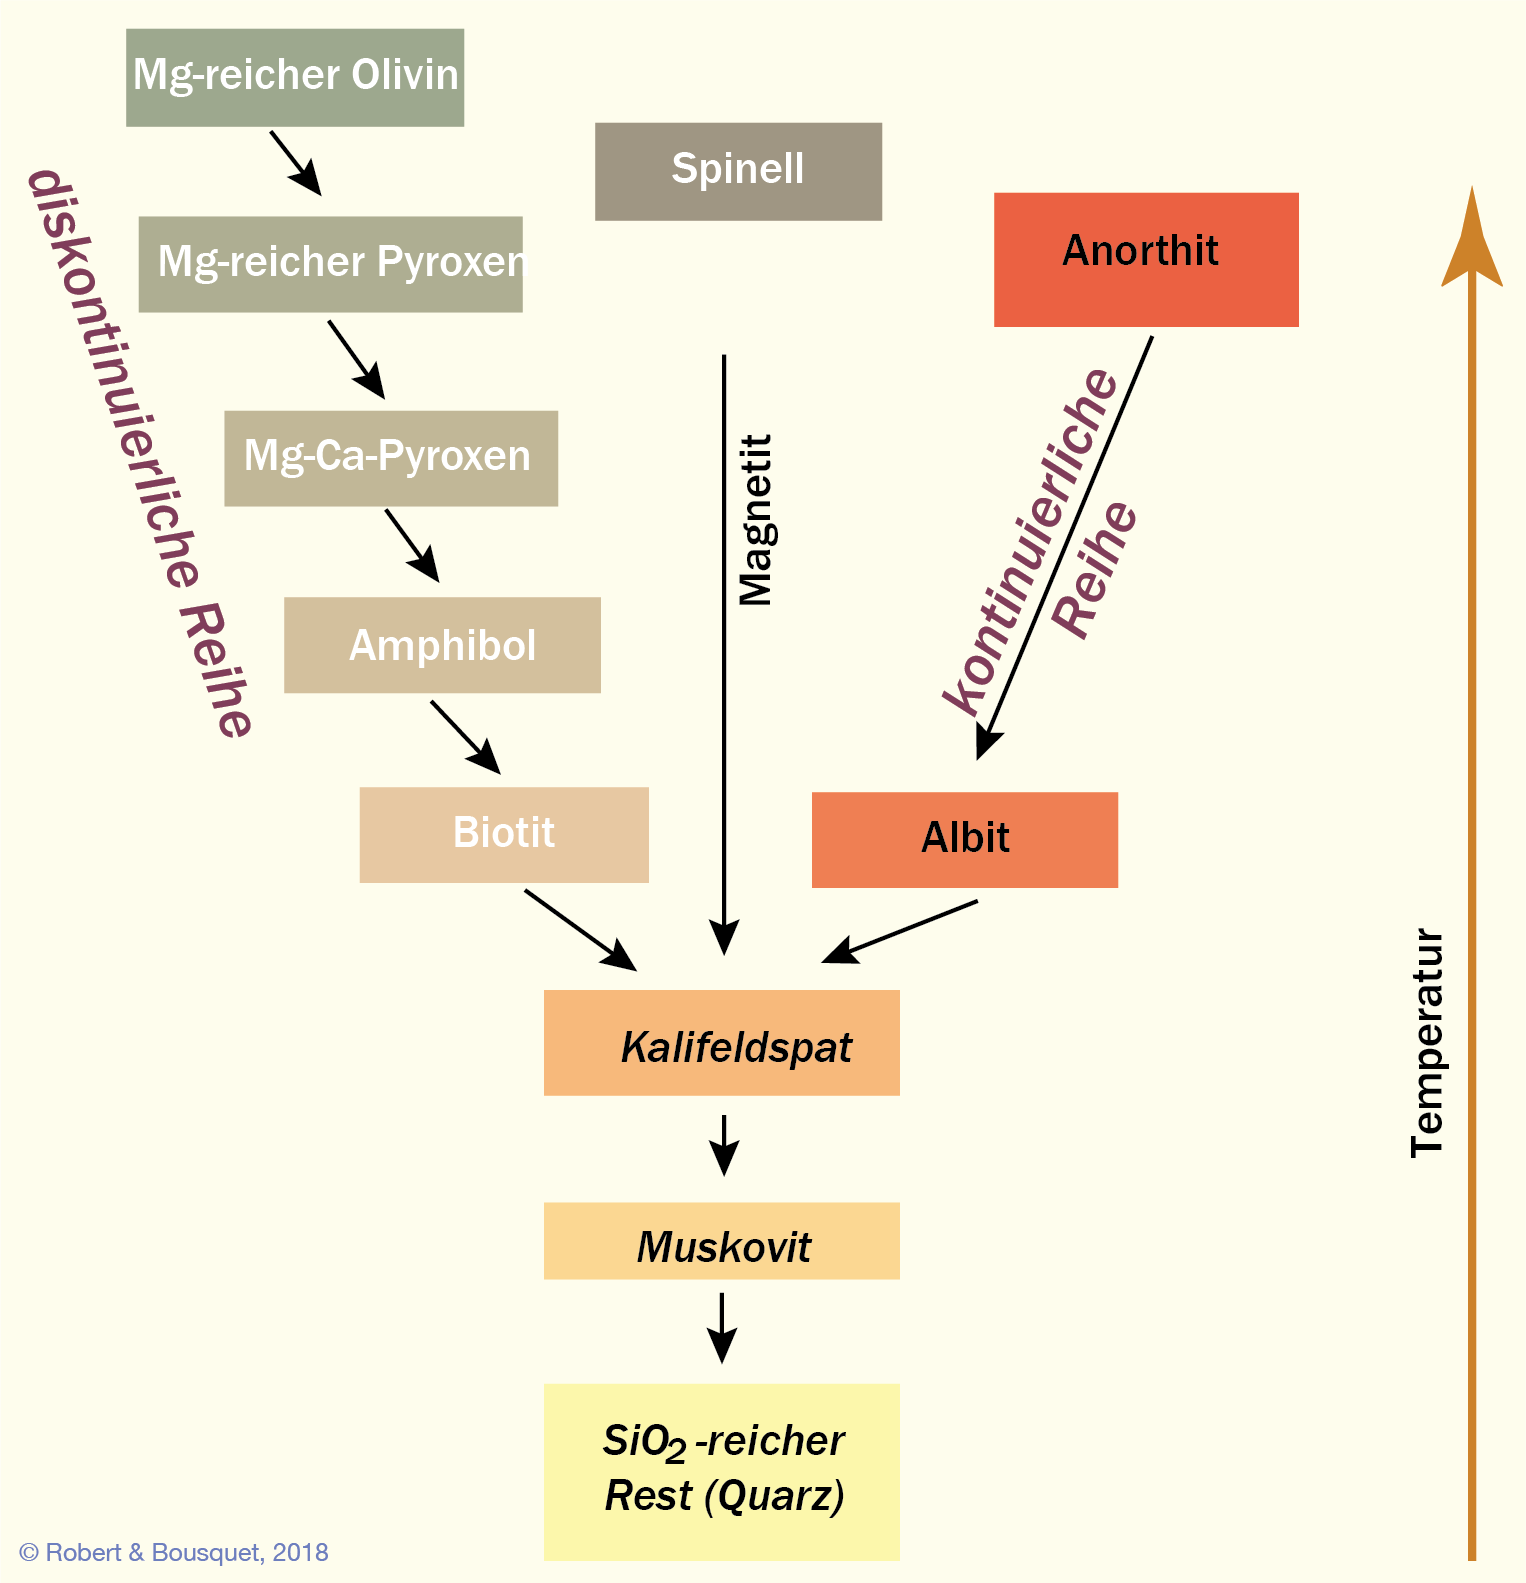 Mg-reicher Olivin
Spinell
Anorthit
Mg-reicher Pyroxen
diskontinuierliche Reihe
Mg-Ca-Pyroxen
Magnetit
kontinuierliche
Reihe
Amphibol
Biotit
Albit
Temperatur
Kalifeldspat
Muskovit
SiO₂-reicher
Rest (Quarz)
© Robert & Bousquet, 2018